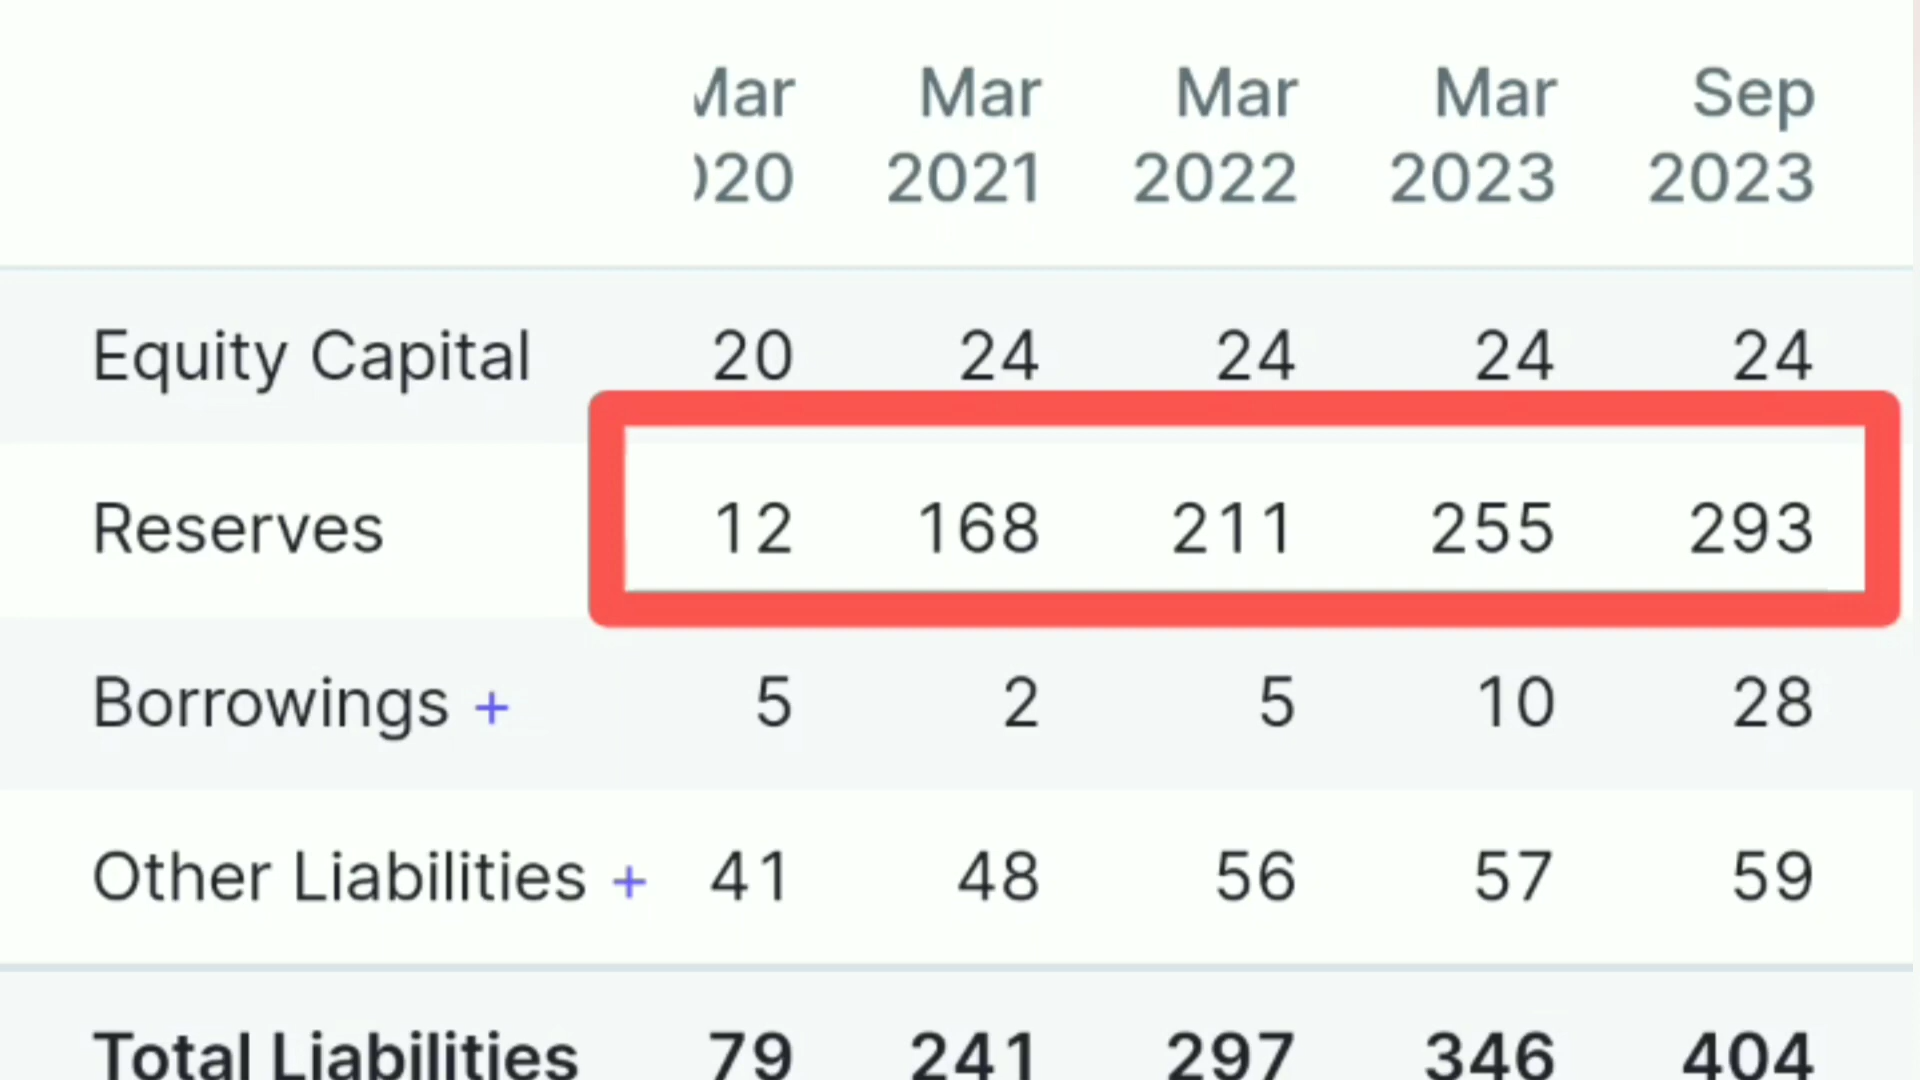 Mar Mar Mar Mar Sep
020 2021 2022 2023 2023
Equity Capital 20 24 24 24 24
Reserves 12 168 211 255 293
Borrowings + 5 2 5 10 28
Other Liabilities + 41 48 56 57 59
Total Liabilities 79 241 297 346 404